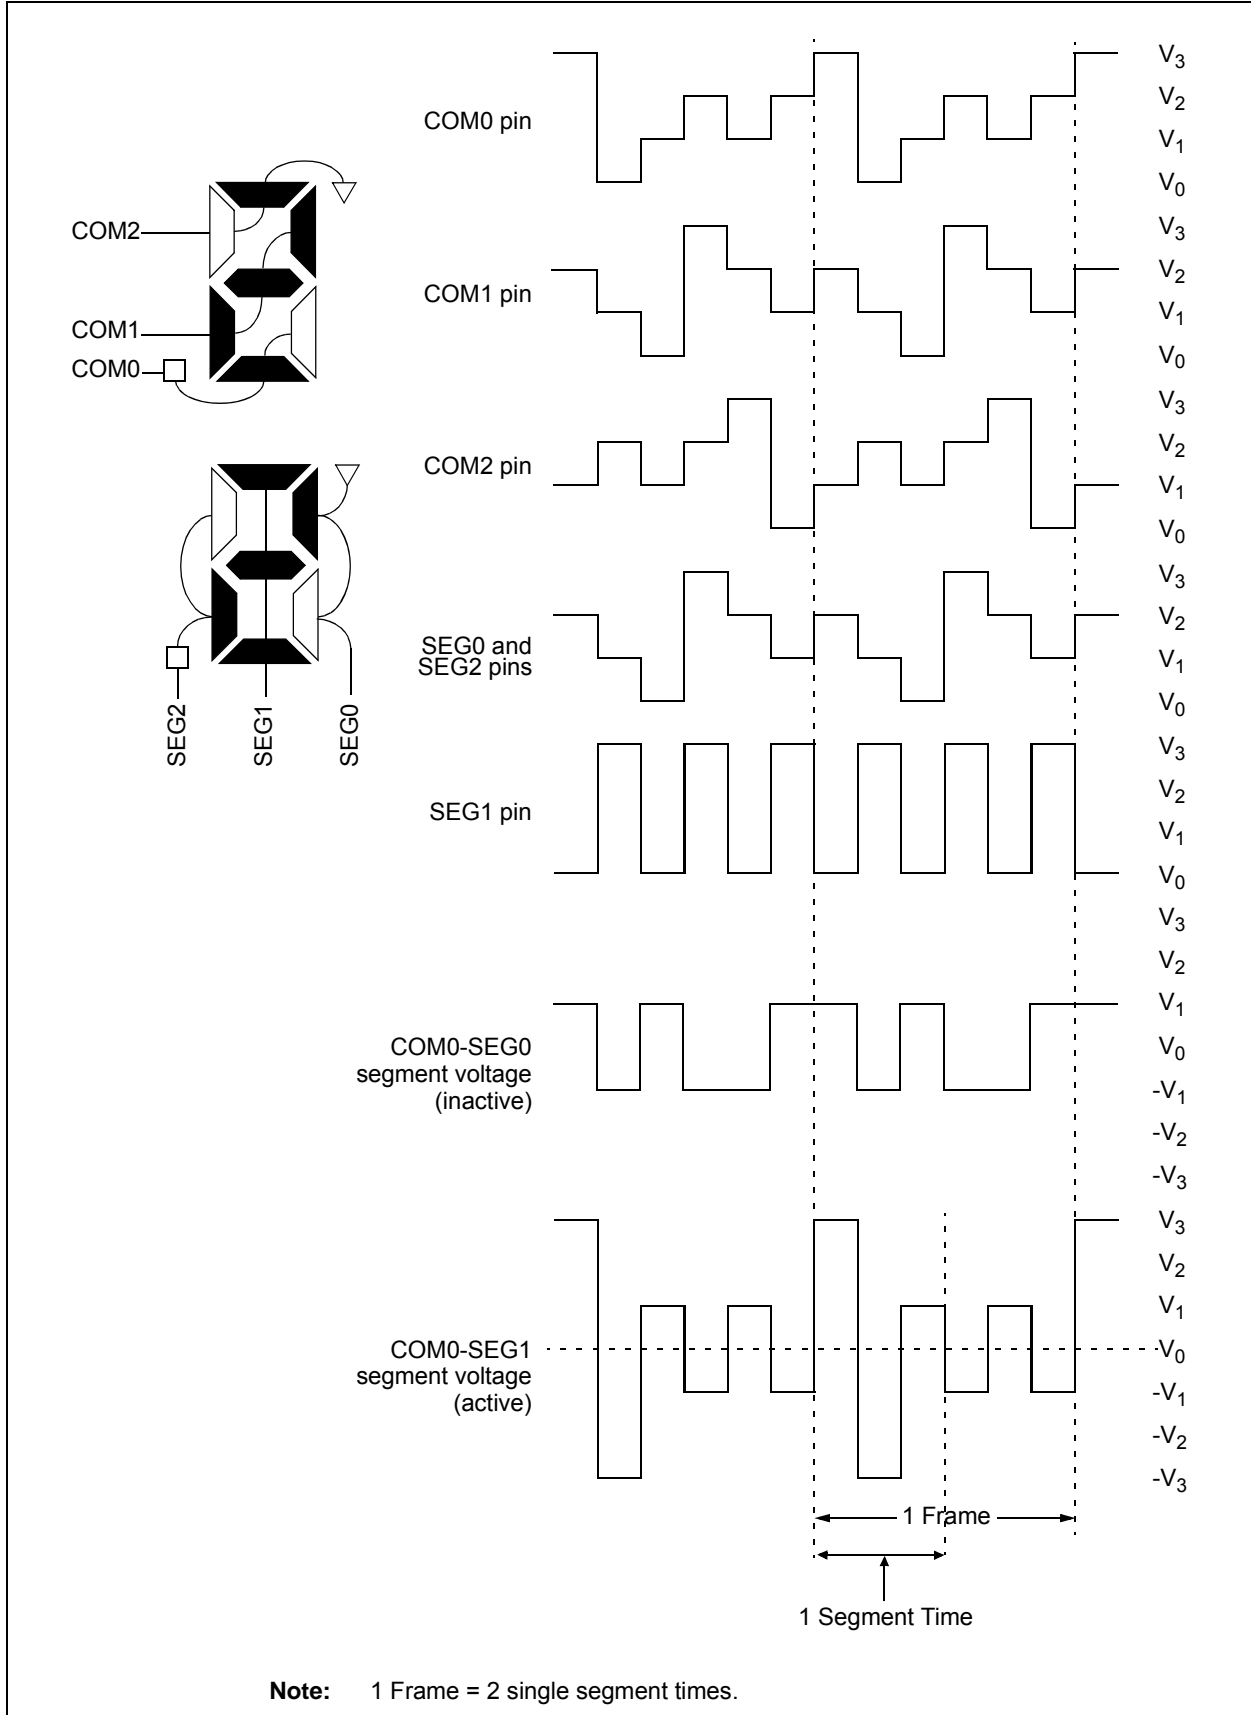 COM0 pin
V3
V2
V1
V0
COM2
COM1
COM0
COM1 pin
V3
V2
V1
V0
COM2 pin
V3
V2
V1
V0
SEG2
SEG1
SEG0
SEG0 and
SEG2 pins
V3
V2
V1
V0
SEG1 pin
V3
V2
V1
V0
COM0-SEG0
segment voltage
(inactive)
V3
V2
V1
V0
-V1
-V2
-V3
COM0-SEG1
segment voltage
(active)
V3
V2
V1
V0
-V1
-V2
-V3
1 Frame
1 Segment Time
Note: 1 Frame = 2 single segment times.